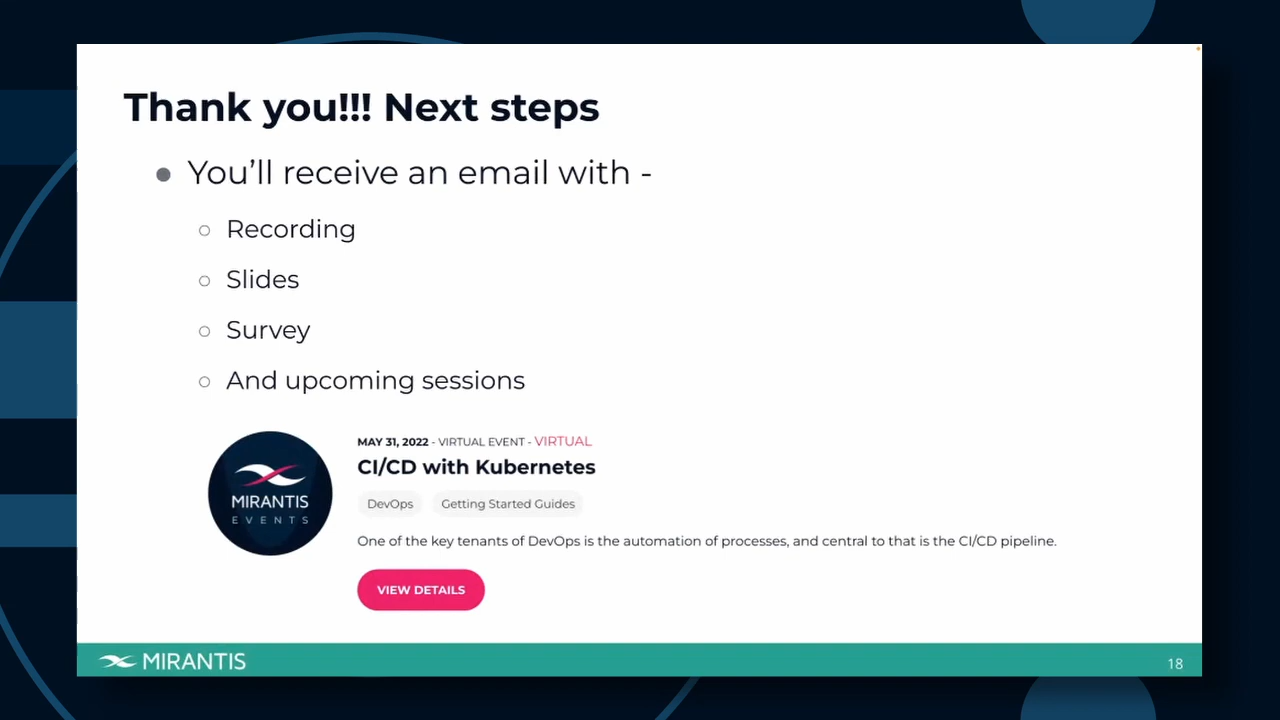 Thank you!!! Next steps
● You’ll receive an email with -
○ Recording
○ Slides
○ Survey
○ And upcoming sessions
MAY 31, 2022 - VIRTUAL EVENT - VIRTUAL
CI/CD with Kubernetes
MIRANTIS
EVENTS
DevOps Getting Started Guides
One of the key tenants of DevOps is the automation of processes, and central to that is the CI/CD pipeline.
VIEW DETAILS
MIRANTIS
18